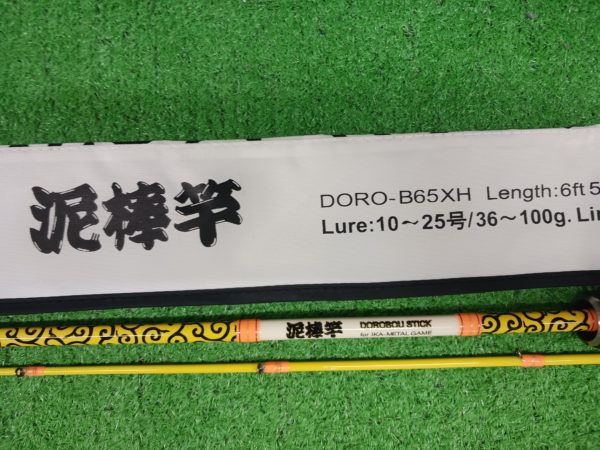 泥棒竿
DORO-B65XH Length:6ft 5
Lure:10～25号/36～100g. Lin
泥棒竿 DOROBOU STICK
for IKA-METAL GAME